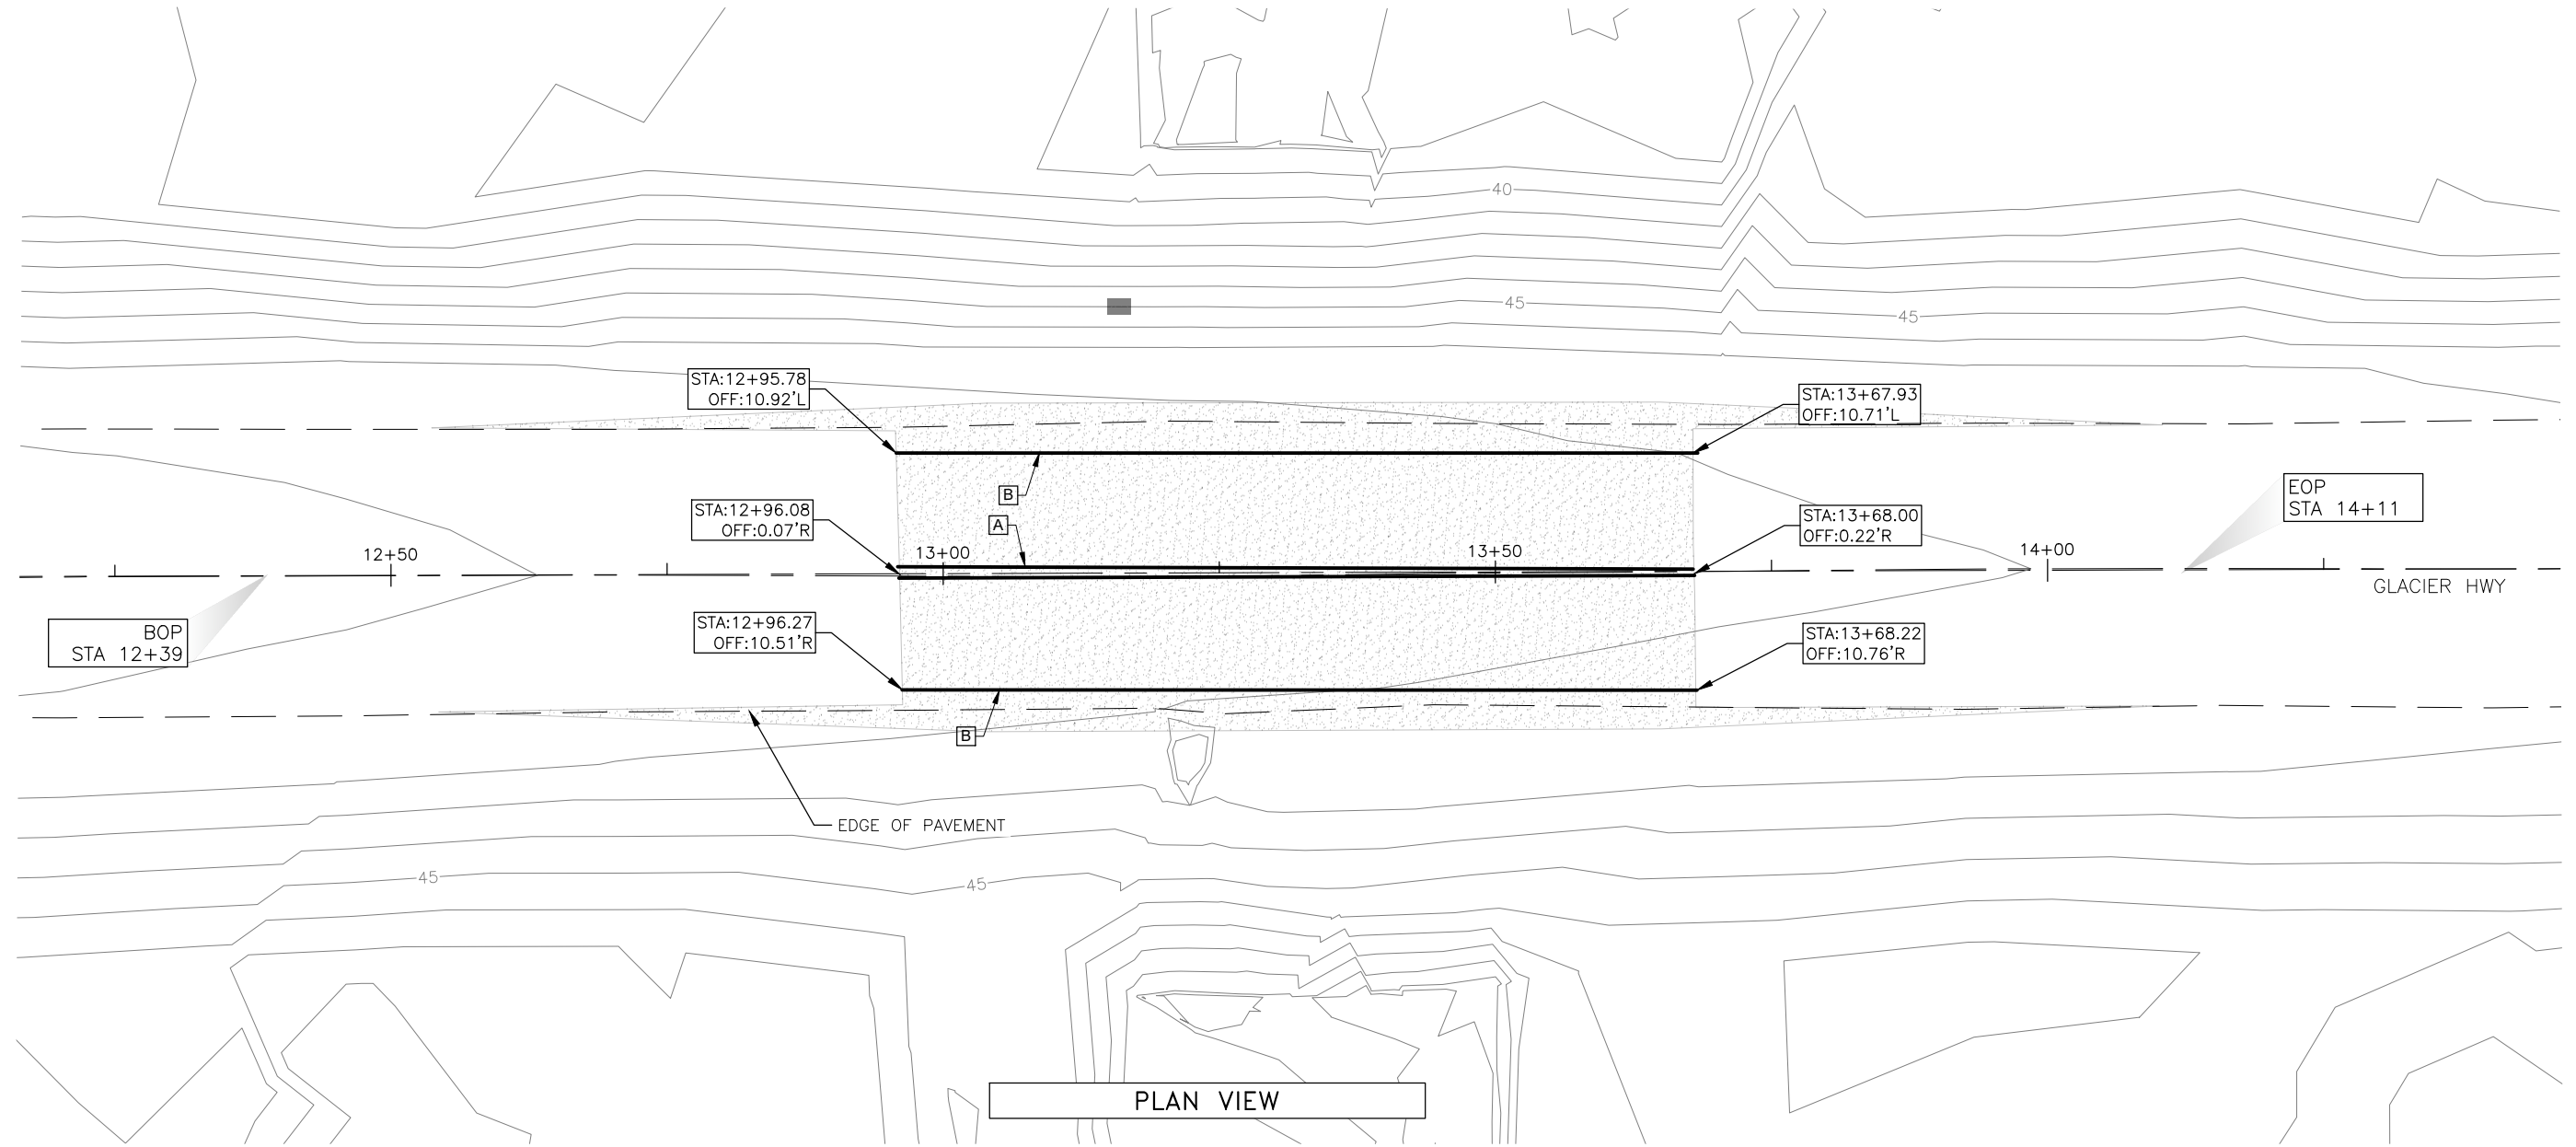 40
45
45
STA:12+95.78
OFF:10.92'L
STA:13+67.93
OFF:10.71'L
B
A
STA:12+96.08
OFF:0.07'R
STA:13+68.00
OFF:0.22'R
EOP
STA 14+11
12+50
13+00
13+50
14+00
GLACIER HWY
BOP
STA 12+39
STA:12+96.27
OFF:10.51'R
STA:13+68.22
OFF:10.76'R
B
EDGE OF PAVEMENT
45
45
PLAN VIEW